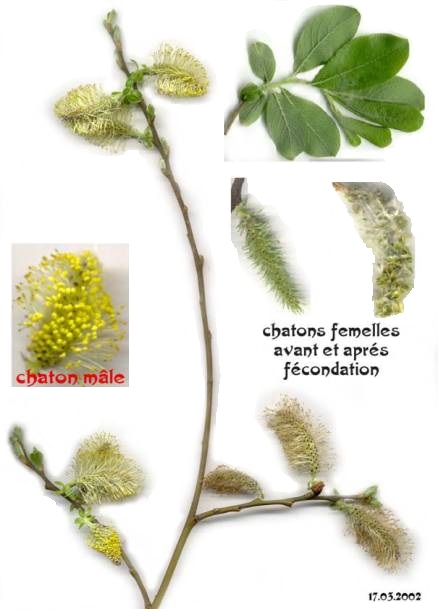 chatons femelles
avant et aprés
fécondation
chaton mâle
17.03.2002